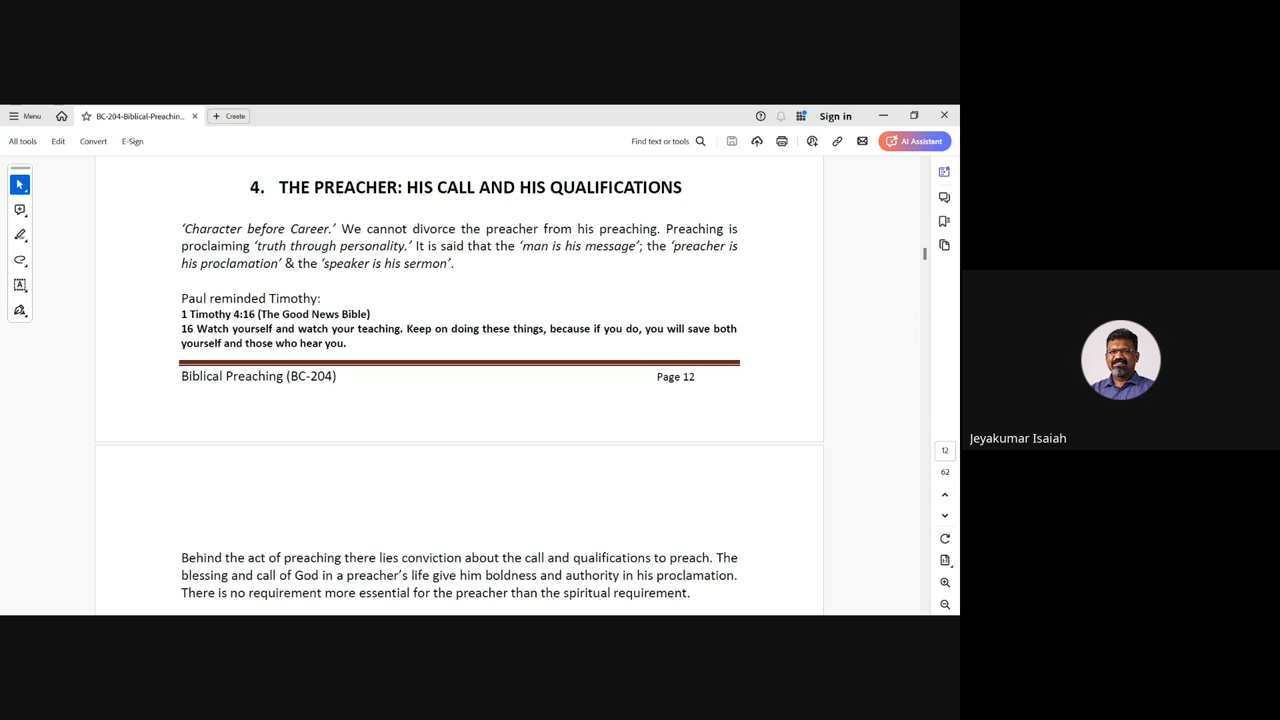 Menu
BC-204-Biblical-Preachin...
Create
Sign in
All tools
Edit
Convert
E-Sign
Find text or tools
AI Assistant
4. THE PREACHER: HIS CALL AND HIS QUALIFICATIONS
‘Character before Career.’ We cannot divorce the preacher from his preaching. Preaching is
proclaiming ‘truth through personality.’ It is said that the ‘man is his message’; the ‘preacher is
his proclamation’ & the ‘speaker is his sermon’.
Paul reminded Timothy:
1 Timothy 4:16 (The Good News Bible)
16 Watch yourself and watch your teaching. Keep on doing these things, because if you do, you will save both
yourself and those who hear you.
Biblical Preaching (BC-204)
Page 12
Behind the act of preaching there lies conviction about the call and qualifications to preach. The
blessing and call of God in a preacher’s life give him boldness and authority in his proclamation.
There is no requirement more essential for the preacher than the spiritual requirement.
12
62
Jeyakumar Isaiah